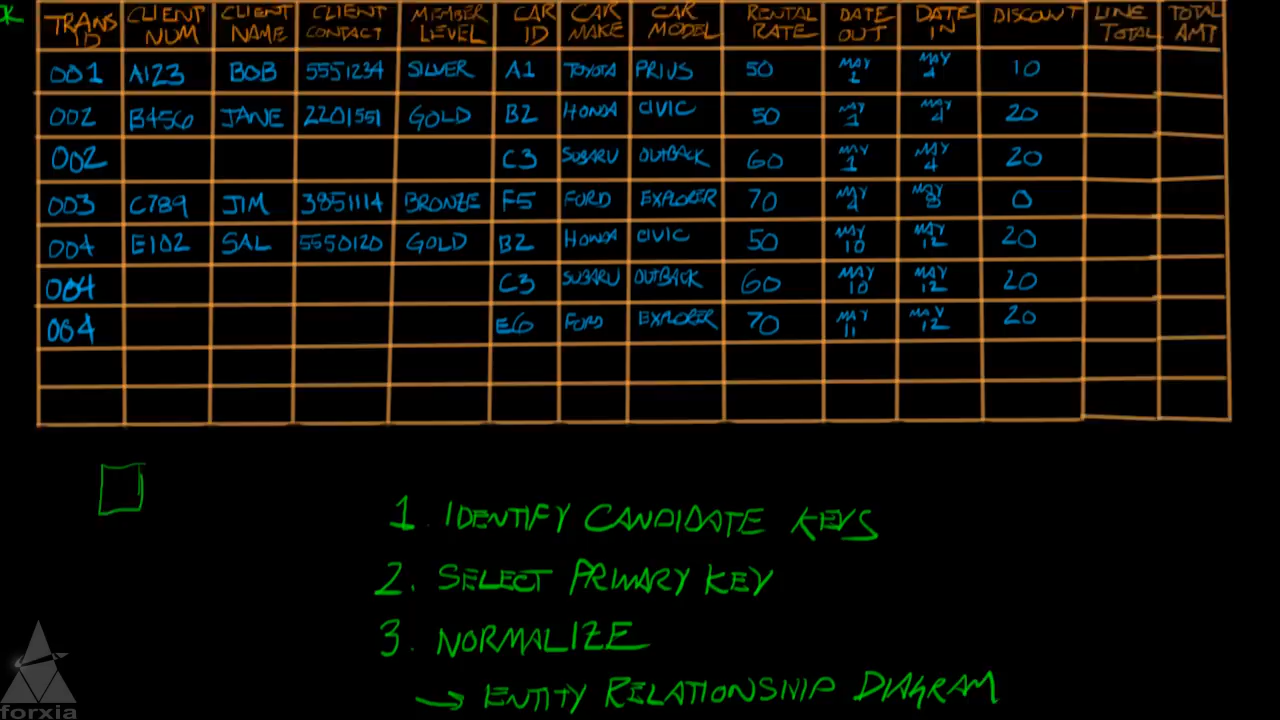 K
TRANS ID CLIENT NUM CLIENT NAME CLIENT CONTACT MEMBER LEVEL CAR ID CAR MAKE CAR MODEL RENTAL RATE DATE OUT DATE IN DISCOUNT LINE TOTAL TOTAL AMT
001 A123 BOB 5551234 SILVER A1 TOYOTA PRIUS 50 MAY MAY 4 10
002 B456 JANE 2201551 GOLD B2 HONDA CIVIC 50 MAY 1 MAY 4 20
002 C3 SUBARU OUTBACK 60 MAY 1 MAY 4 20
003 C789 JIM 3851114 BRONZE F5 FORD EXPLORER 70 MAY 4 MAY 8 0
004 E102 SAL 5550120 GOLD B2 HONDA CIVIC 50 MAY 10 MAY 12 20
004 C3 SUBARU OUTBACK 60 MAY 10 MAY 12 20
004 E6 FORD EXPLORER 70 MAY 11 MAY 12 20
1. IDENTIFY CANDIDATE KEYS
2. SELECT PRIMARY KEY
3. NORMALIZE
→ ENTITY RELATIONSHIP DIAGRAM
forxia